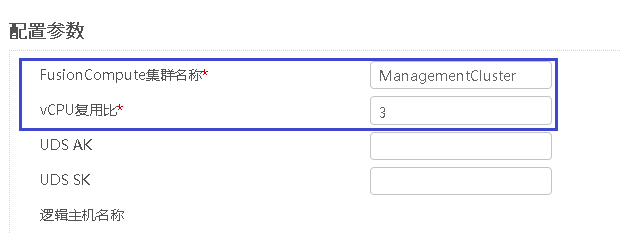 配置参数
FusionCompute集群名称* ManagementCluster
vCPU复用比* 3
UDS AK
UDS SK
逻辑主机名称